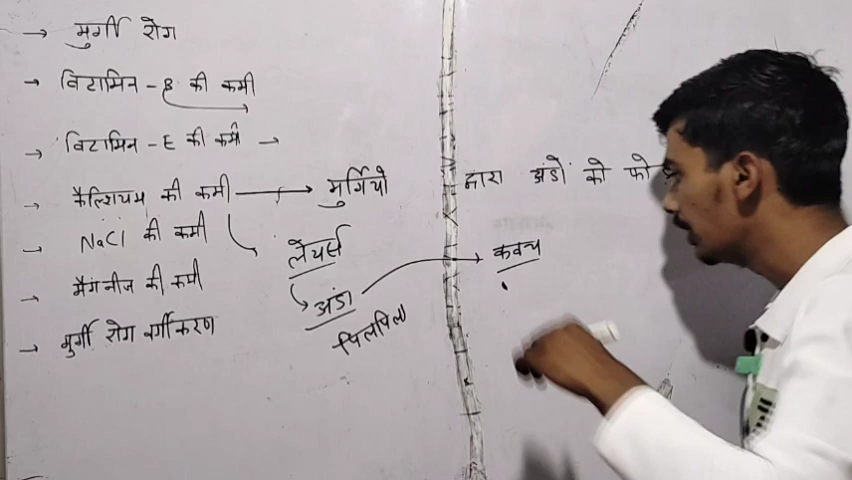 → मुर्गी रोग
→ विटामिन - B की कमी
→ विटामिन - E की कमी →
→ कैल्शियम की कमी → मुर्गियो द्वारा अंडों को फो
→ NaCl की कमी
लेयर्स
कवच
→ मैंगनीज की कमी
अंडा
पिलपिला
→ मुर्गी रोग वर्गीकरण